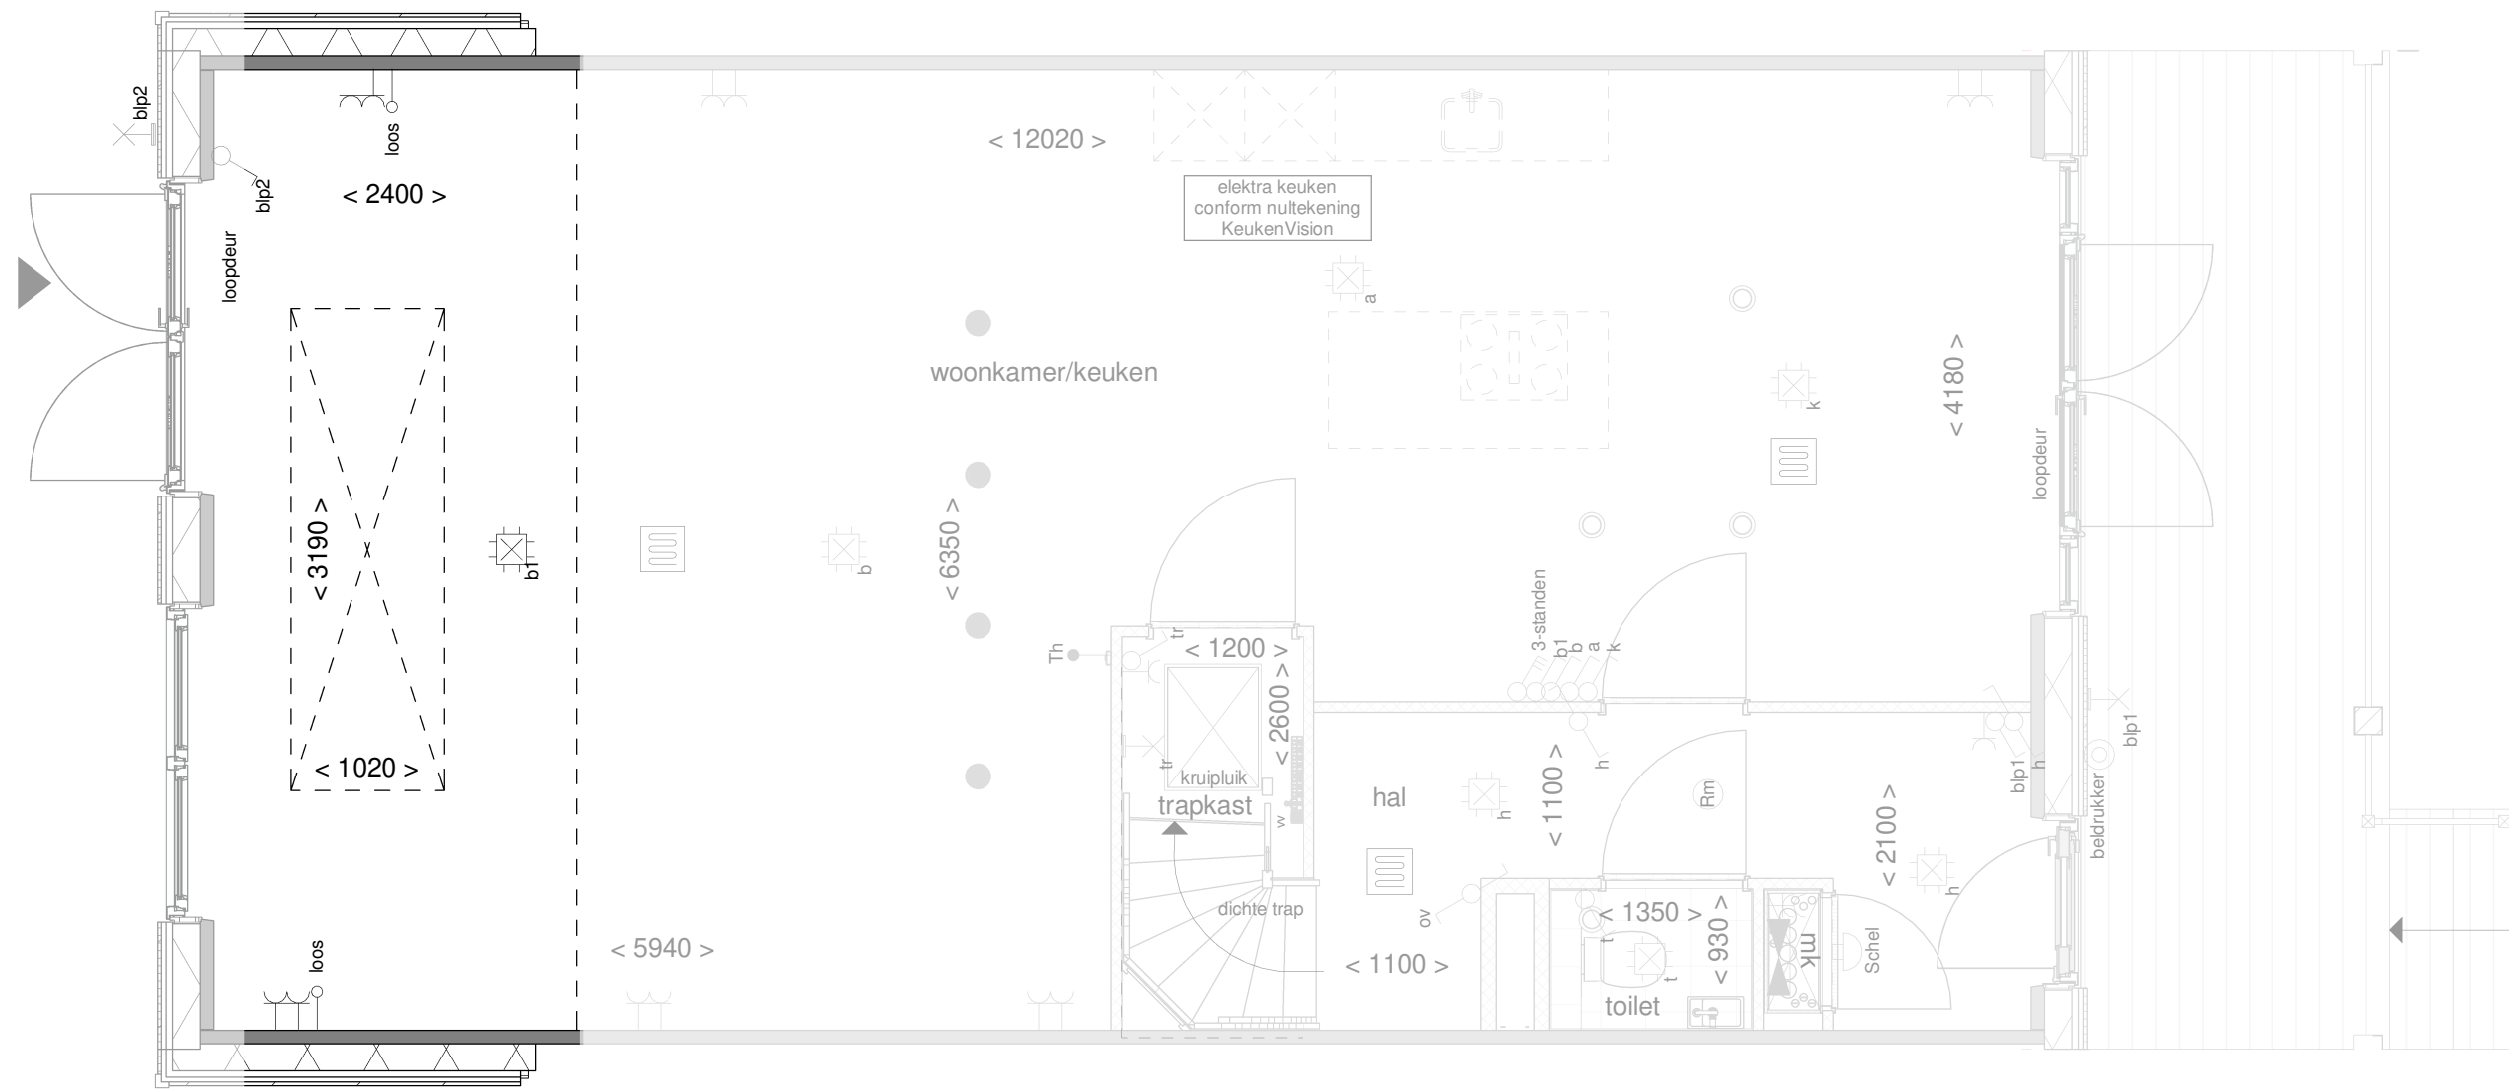 blp2
loos
< 2400 >
blp2
loopdeur
< 3190 >
< 1020 >
b1
loos
< 12020 >
elektra keuken
conform nultekening
KeukenVision
a
woonkamer/keuken
k
< 4180 >
loopdeur
b
< 6350 >
< 5940 >
Th
tr
< 1200 >
< 2600 >
tr
kruipluik
trapkast
w
dichte trap
3-standen
b1
b
a
k
h
hal
h
< 1100 >
Rm
< 2100 >
h
blp1
h
blp1
beldrukker
ov
< 1100 >
< 1350 >
< 930 >
t
t
toilet
mk
Schel